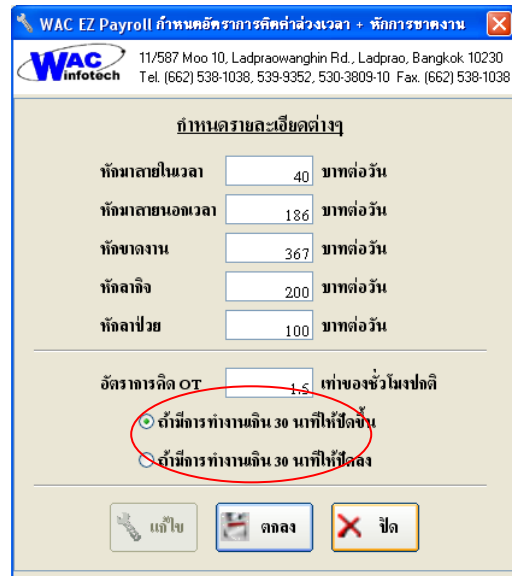 WAC EZ Payroll กำหนดอัตราการคิดค่าล่วงเวลา + หักการขาดงาน
WAC infotech
11/587 Moo 10, Ladpraowanghin Rd., Ladprao, Bangkok 10230
Tel. (662) 538-1038, 539-9352, 530-3809-10 Fax. (662) 538-1038
กำหนดรายละเอียดต่างๆ
หักมาสายในเวลา 40 บาทต่อวัน
หักมาสายนอกเวลา 186 บาทต่อวัน
หักขาดงาน 367 บาทต่อวัน
หักลากิจ 200 บาทต่อวัน
หักลาป่วย 100 บาทต่อวัน
อัตราการคิด OT 1.5 เท่าของชั่วโมงปกติ
ถ้ามีการทำงานเกิน 30 นาทีให้ปัดขึ้น
ถ้ามีการทำงานเกิน 30 นาทีให้ปัดลง
แก้ไข ตกลง ปิด